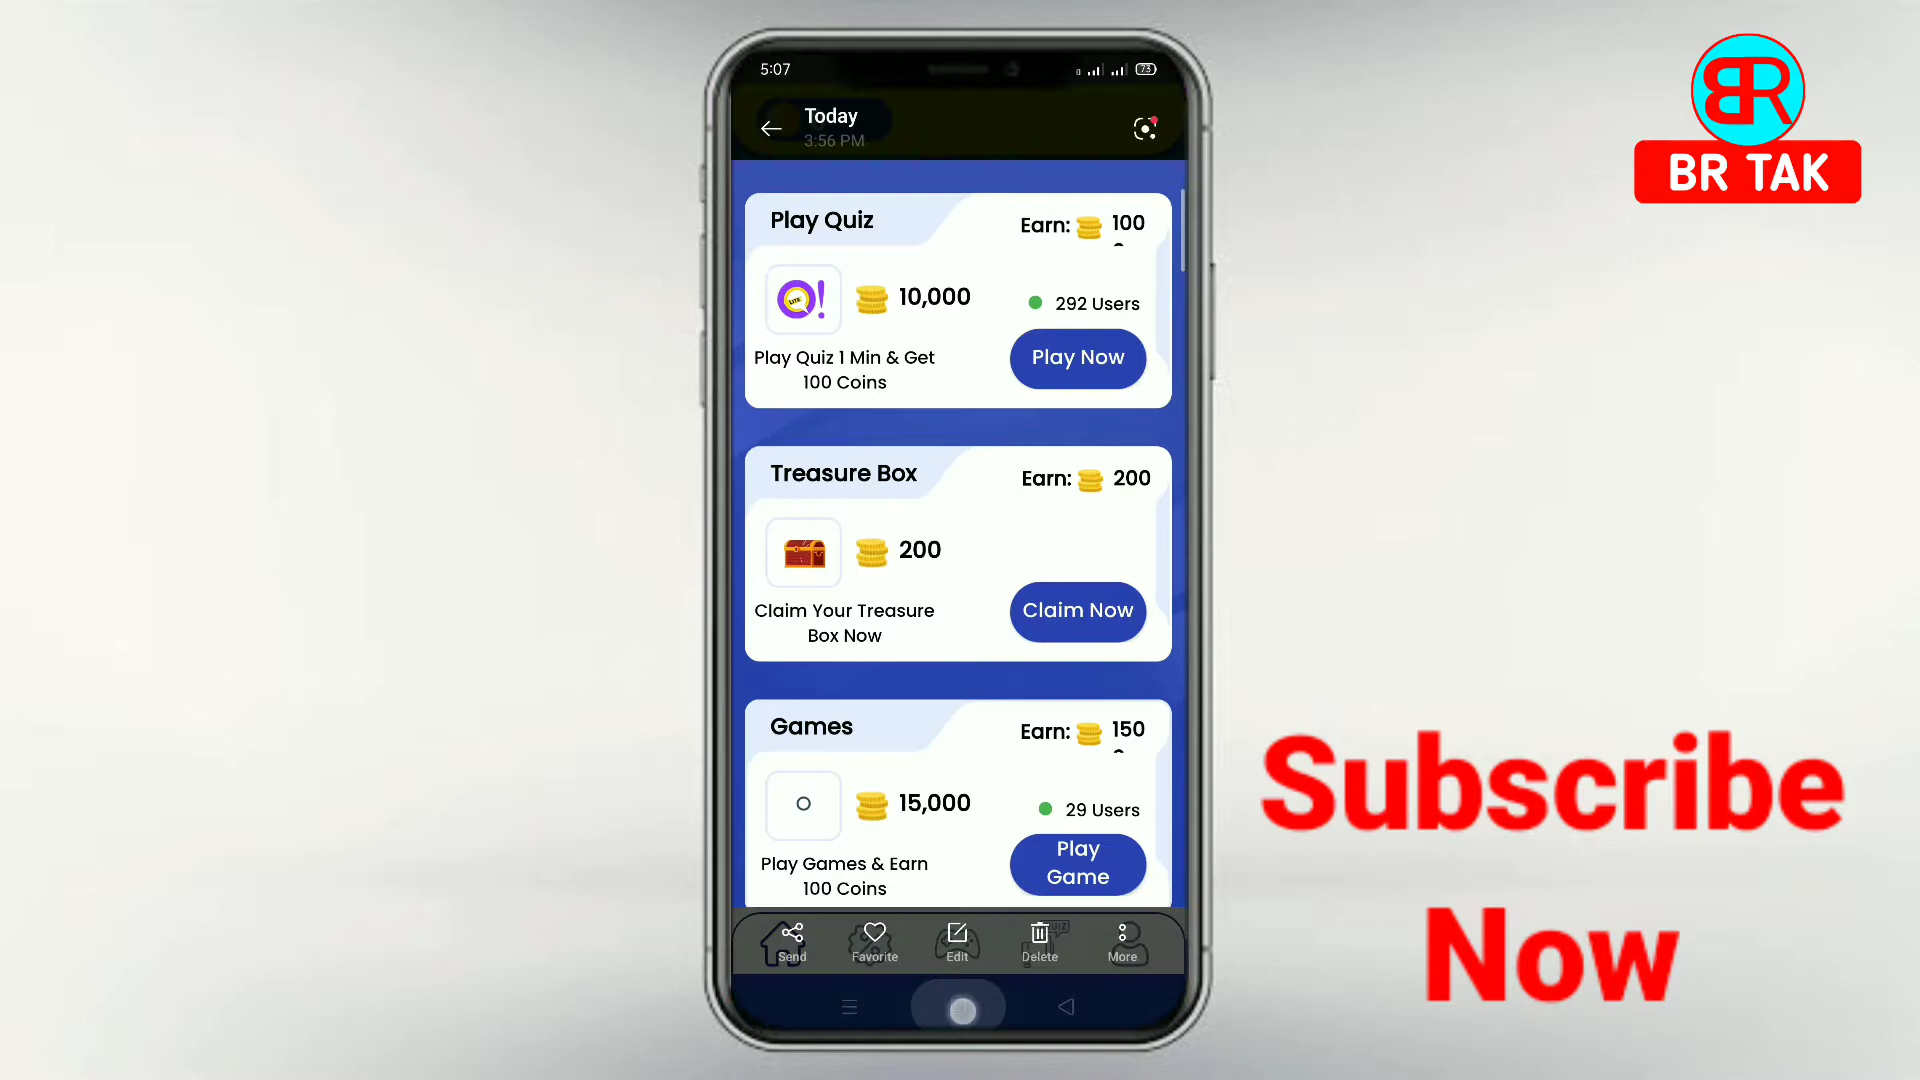 5:07
73
Today
3:56 PM
BR
BR TAK
Play Quiz
Earn: 100
10,000
292 Users
Play Quiz 1 Min & Get
100 Coins
Play Now
Treasure Box
Earn: 200
200
Claim Your Treasure
Box Now
Claim Now
Games
Earn: 150
15,000
29 Users
Play Games & Earn
100 Coins
Play
Game
Send
Favorite
Edit
Delete
More
Subscribe
Now